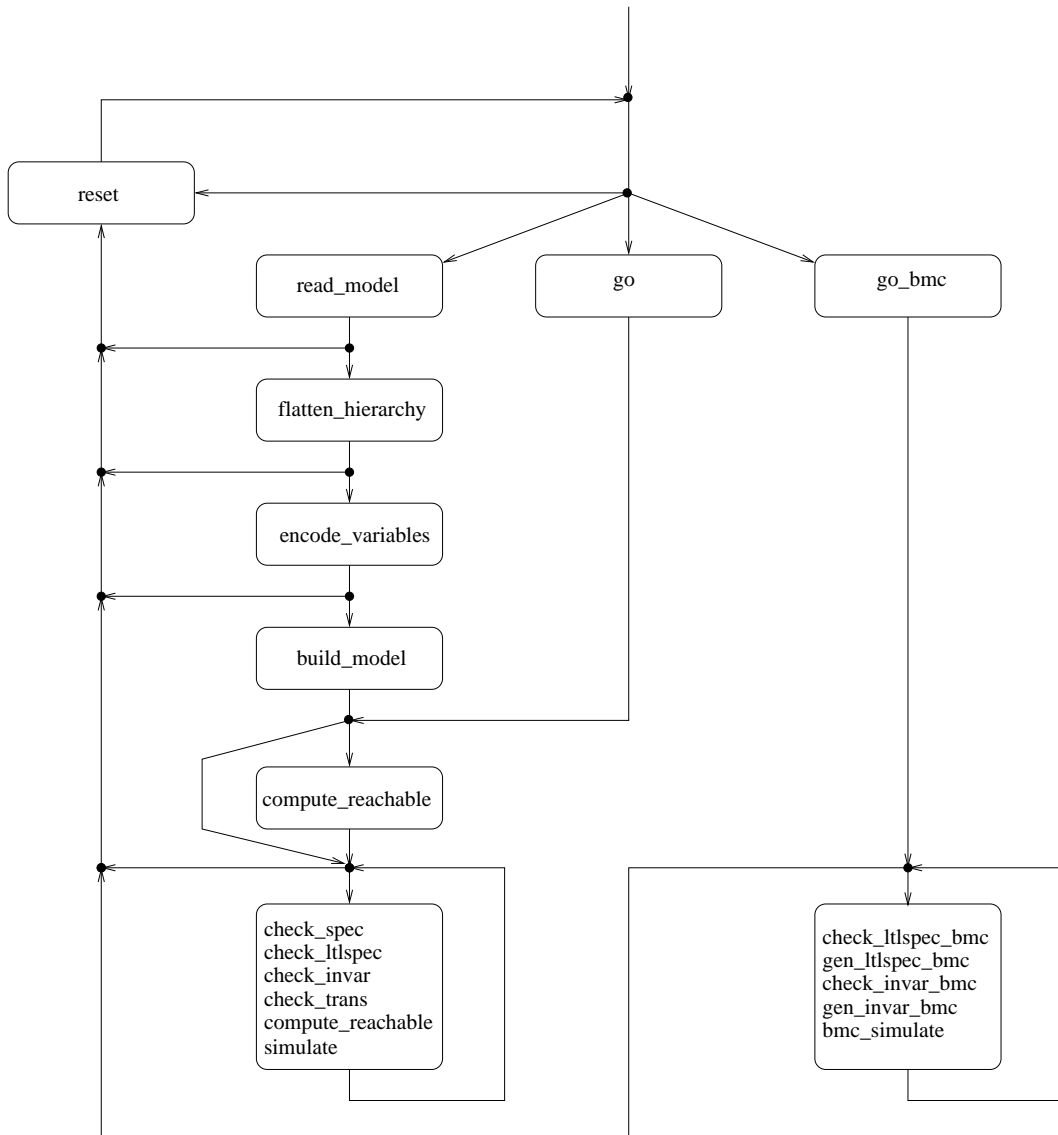 reset
read_model
go
go_bmc
flatten_hierarchy
encode_variables
build_model
compute_reachable
check_spec
check_ltlspec
check_invar
check_trans
compute_reachable
simulate
check_ltlspec_bmc
gen_ltlspec_bmc
check_invar_bmc
gen_invar_bmc
bmc_simulate